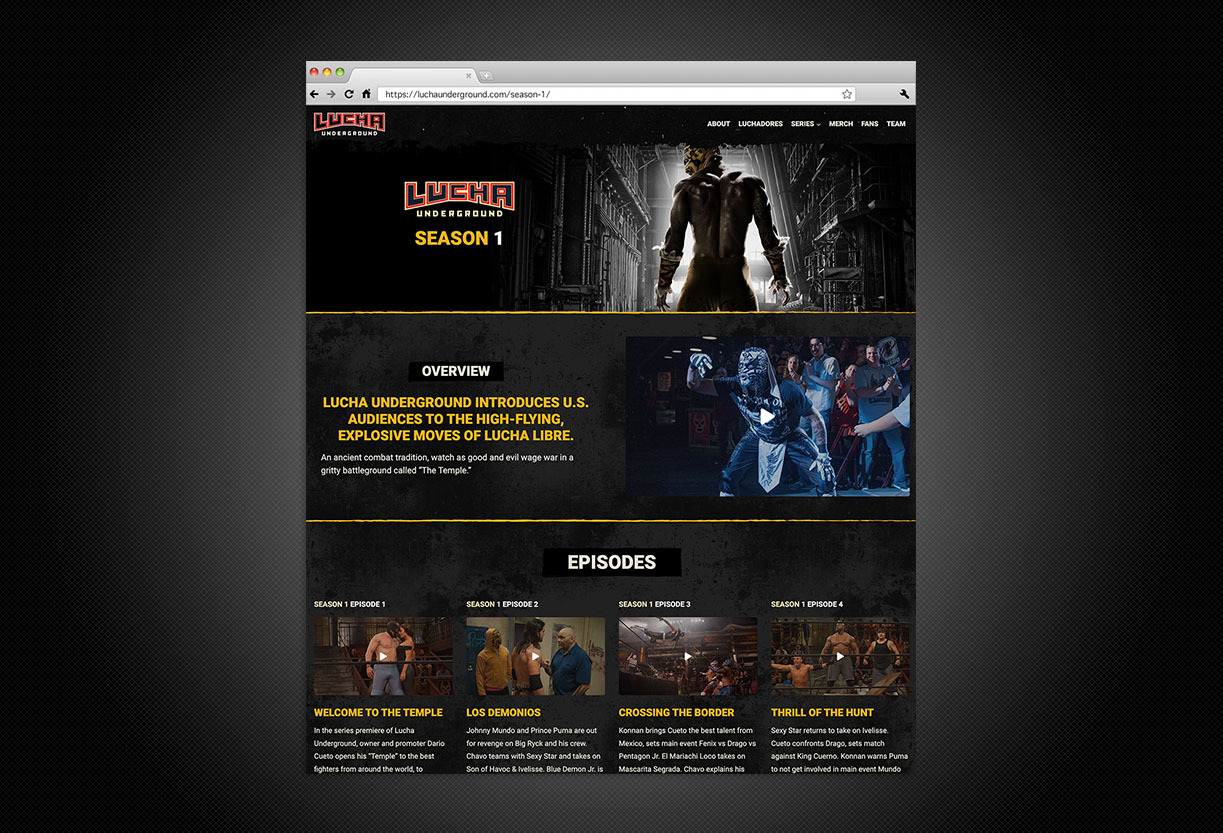 https://luchaunderground.com/season-1/
LUCHA
UNDERGROUND
ABOUT LUCHADORES SERIES MERCH FANS TEAM
LUCHA
UNDERGROUND
SEASON 1
OVERVIEW
LUCHA UNDERGROUND INTRODUCES U.S.
AUDIENCES TO THE HIGH-FLYING,
EXPLOSIVE MOVES OF LUCHA LIBRE.
An ancient combat tradition, watch as good and evil wage war in a
gritty battleground called “The Temple.”
EPISODES
SEASON 1 EPISODE 1
WELCOME TO THE TEMPLE
In the series premiere of Lucha
Underground, owner and promoter Dario
Cueto opens his “Temple” to the best
fighters from around the world, to
SEASON 1 EPISODE 2
LOS DEMONIOS
Johnny Mundo and Prince Puma are out
for revenge on Big Ryck and his crew.
Chavo teams with Sexy Star and takes on
Son of Havoc & Ivelisse. Blue Demon Jr. is
SEASON 1 EPISODE 3
CROSSING THE BORDER
Konnan brings Cueto the best talent from
Mexico, sets main event Fenix vs Drago vs
Pentagon Jr. El Mariachi Loco takes on
Mascarita Segrada. Chavo explains his
SEASON 1 EPISODE 4
THRILL OF THE HUNT
Sexy Star returns to take on Ivelisse.
Cueto confronts Drago, sets match
against King Cuerno. Konnan warns Puma
to not get involved in main event Mundo